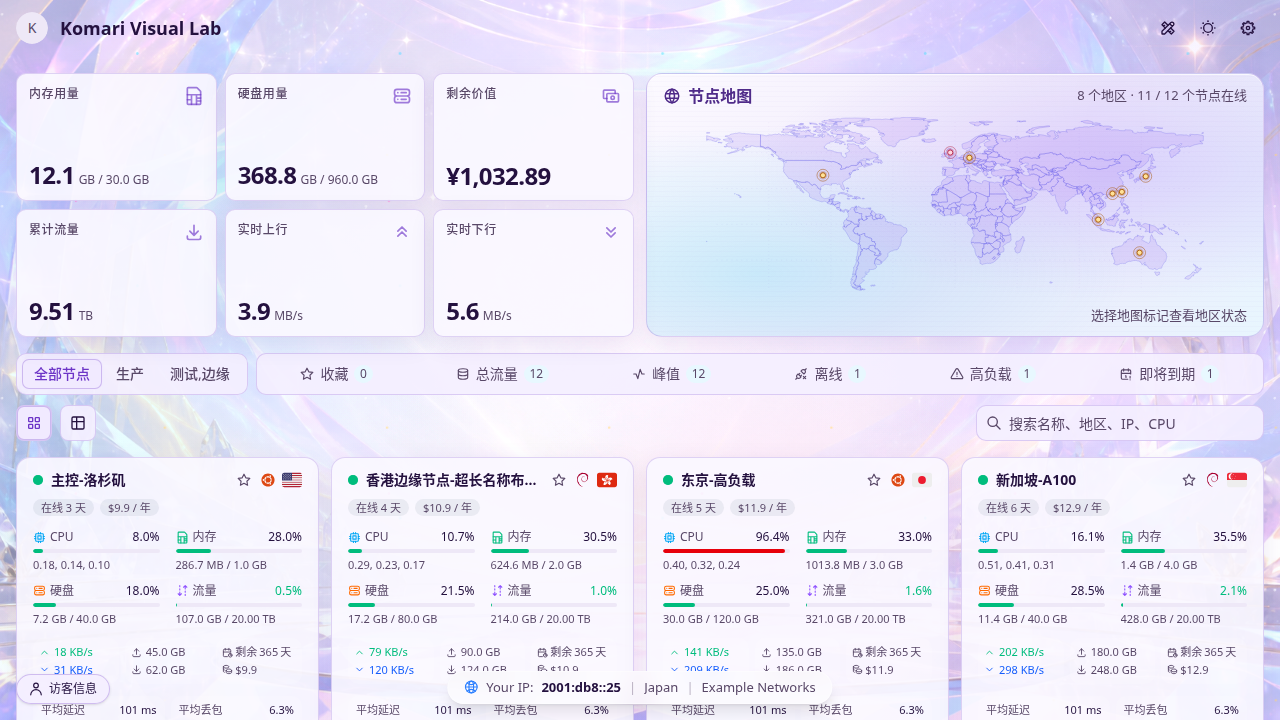 K Komari Visual Lab
内存用量
12.1 GB / 30.0 GB
硬盘用量
368.8 GB / 960.0 GB
剩余价值
¥1,032.89
累计流量
9.51 TB
实时上行
3.9 MB/s
实时下行
5.6 MB/s
节点地图
8 个地区 · 11 / 12 个节点在线
选择地图标记查看地区状态
全部节点 生产 测试,边缘
收藏 0 总流量 12 峰值 12 离线 1 高负载 1 即将到期 1
搜索名称、地区、IP、CPU
主控-洛杉矶
在线 3 天 $9.9 / 年
CPU 8.0% 内存 28.0%
0.18, 0.14, 0.10 286.7 MB / 1.0 GB
硬盘 18.0% 流量 0.5%
7.2 GB / 40.0 GB 107.0 GB / 20.00 TB
18 KB/s 45.0 GB 剩余 365 天
31 KB/s 62.0 GB $9.9
平均延迟 101 ms 平均丢包 6.3%
香港边缘节点-超长名称布...
在线 4 天 $10.9 / 年
CPU 10.7% 内存 30.5%
0.29, 0.23, 0.17 624.6 MB / 2.0 GB
硬盘 21.5% 流量 1.0%
17.2 GB / 80.0 GB 214.0 GB / 20.00 TB
79 KB/s 90.0 GB 剩余 365 天
120 KB/s 124.0 GB $10.9
平均延迟 101 ms 平均丢包 6.3%
东京-高负载
在线 5 天 $11.9 / 年
CPU 96.4% 内存 33.0%
0.40, 0.32, 0.24 1013.8 MB / 3.0 GB
硬盘 25.0% 流量 1.6%
30.0 GB / 120.0 GB 321.0 GB / 20.00 TB
141 KB/s 135.0 GB 剩余 365 天
209 KB/s 186.0 GB $11.9
平均延迟 101 ms 平均丢包 6.3%
新加坡-A100
在线 6 天 $12.9 / 年
CPU 16.1% 内存 35.5%
0.51, 0.41, 0.31 1.4 GB / 4.0 GB
硬盘 28.5% 流量 2.1%
11.4 GB / 40.0 GB 428.0 GB / 20.00 TB
202 KB/s 180.0 GB 剩余 365 天
298 KB/s 248.0 GB $12.9
平均延迟 101 ms 平均丢包 6.3%
访客信息
Your IP: 2001:db8::25 | Japan | Example Networks